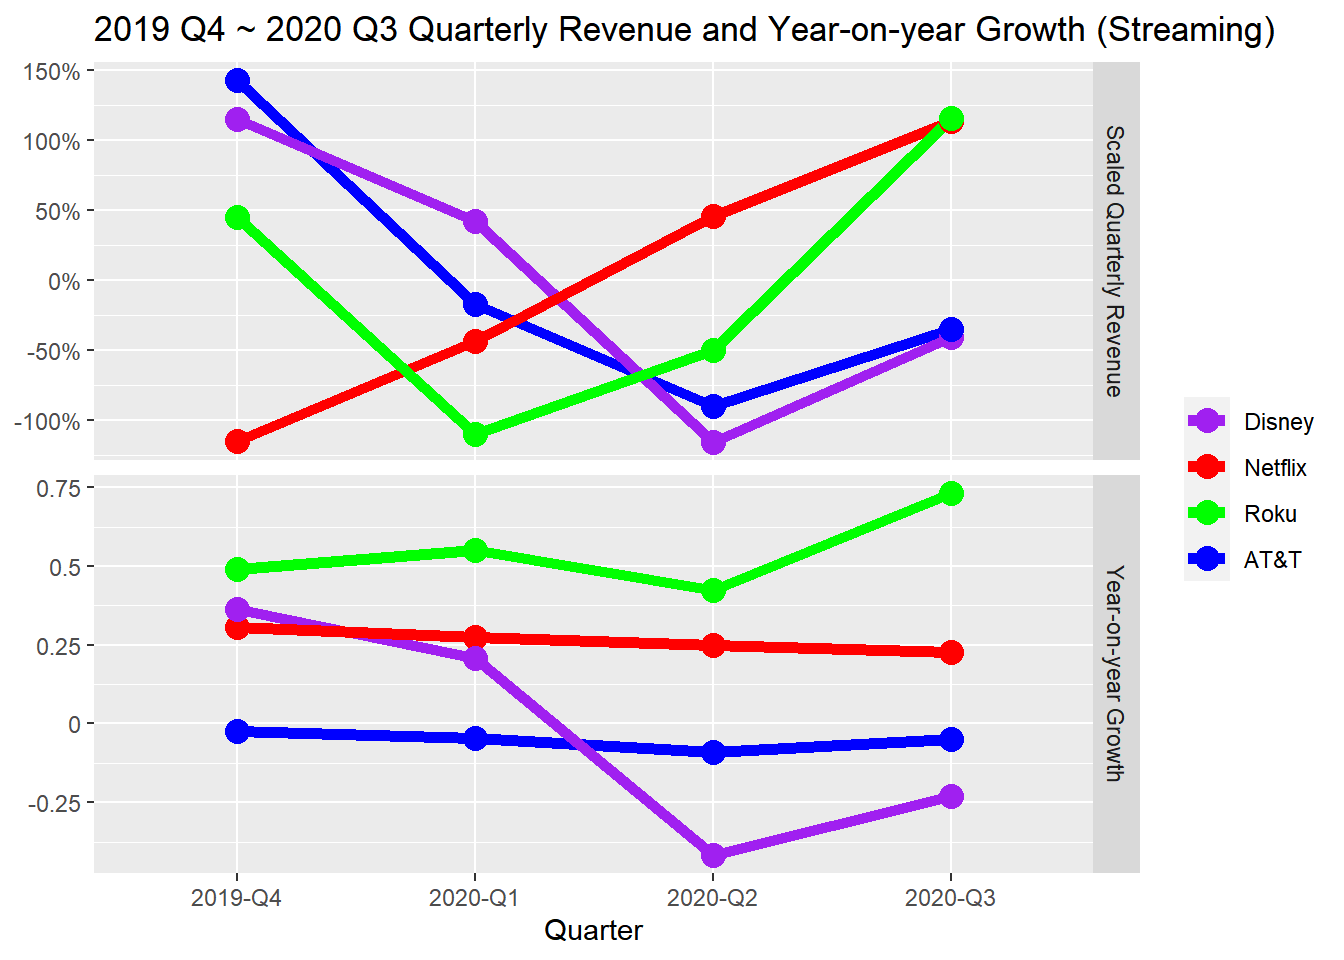 2019 Q4 ~ 2020 Q3 Quarterly Revenue and Year-on-year Growth (Streaming)
150%
100%
50%
0%
-50%
-100%
Scaled Quarterly Revenue
0.75
0.5
0.25
0
-0.25
Year-on-year Growth
2019-Q4
2020-Q1
2020-Q2
2020-Q3
Quarter
Disney
Netflix
Roku
AT&T